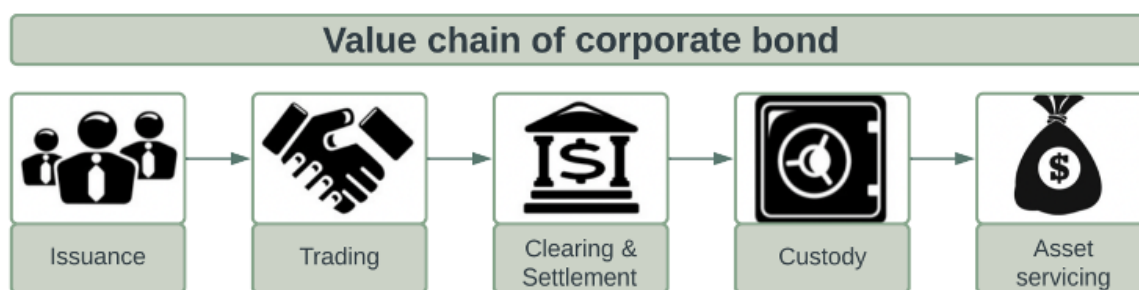 Value chain of corporate bond
Issuance
Trading
Clearing &
Settlement
Custody
Asset
servicing
$
$